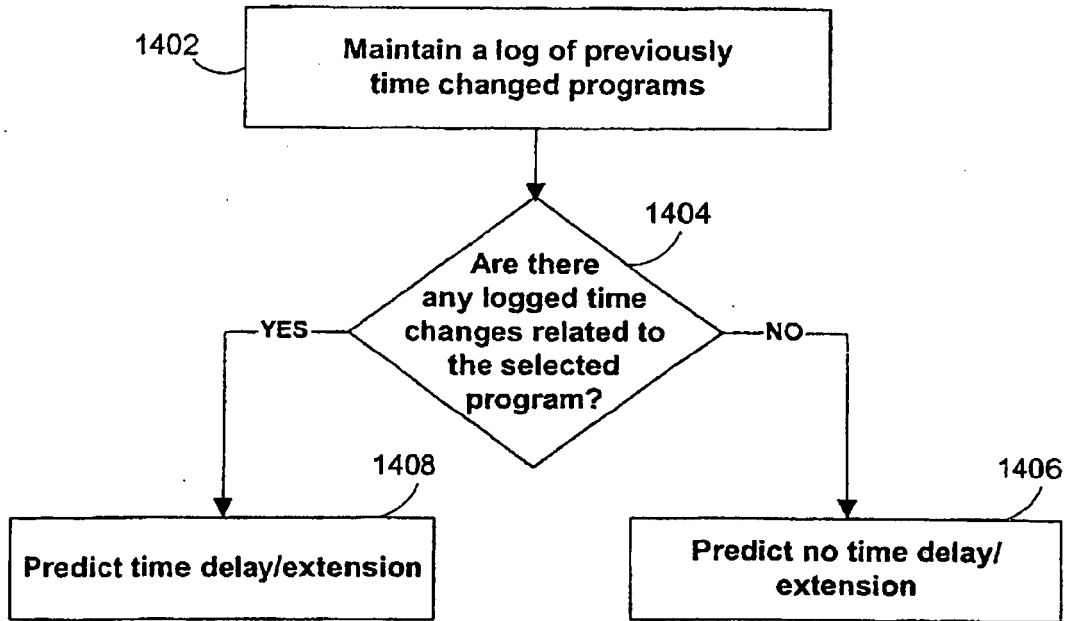 1402
Maintain a log of previously
time changed programs
1404
Are there
any logged time
changes related to
the selected
program?
YES
NO
1408
Predict time delay/extension
1406
Predict no time delay/
extension